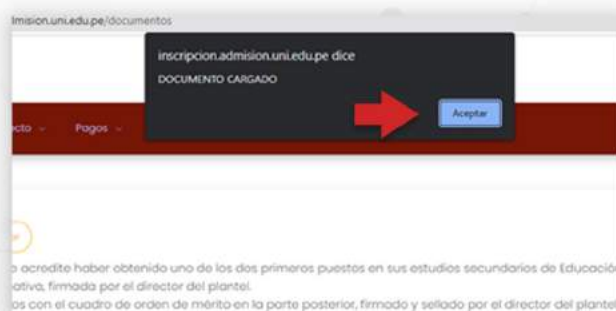 dmision.uni.edu.pe/documentos
inscripcion.admision.uni.edu.pe dice
DOCUMENTO CARGADO
Aceptar
ecto
Pagos
o acredite haber obtenido uno de los dos primeros puestos en sus estudios secundarios de Educació
ativa, firmada por el director del plantel.
os con el cuadro de orden de mérito en la parte posterior, firmado y sellado por el director del plantel